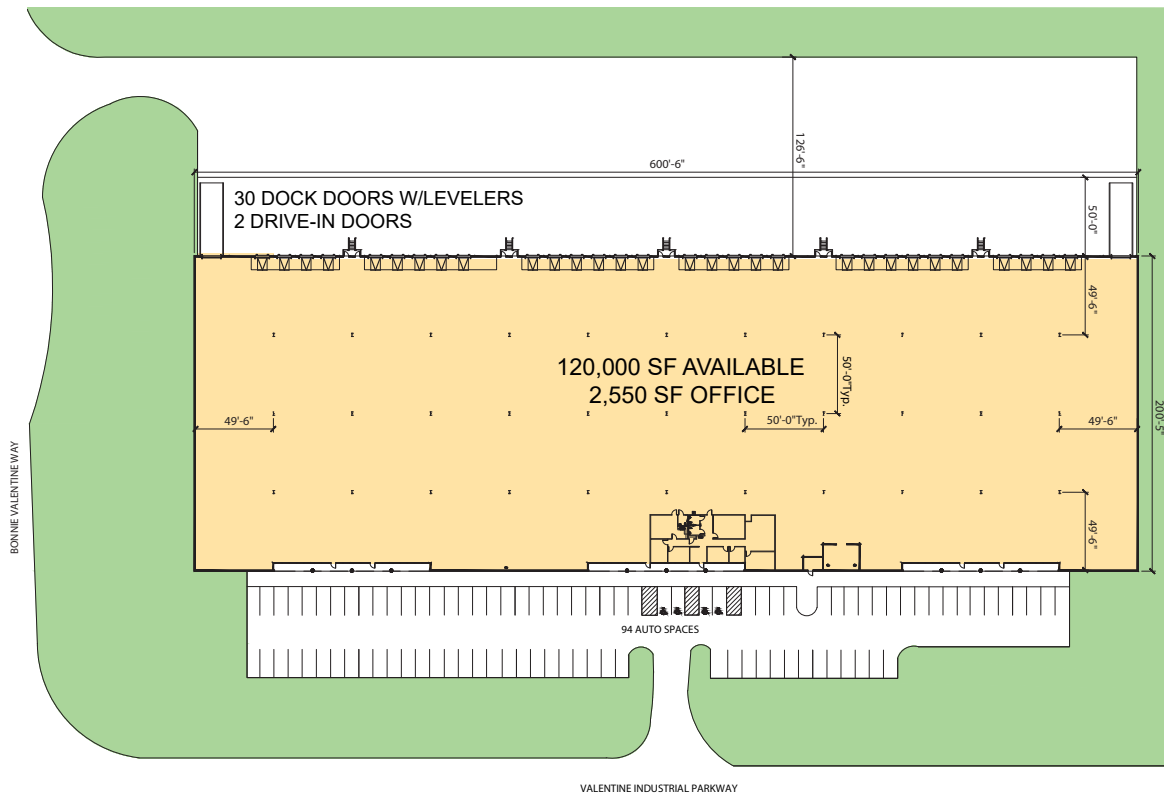 126'-6"
600'-6"
30 DOCK DOORS W/LEVELERS
2 DRIVE-IN DOORS
50'-0"
49'-6"
120,000 SF AVAILABLE
2,550 SF OFFICE
50'-0"Typ.
49'-6"
50'-0"Typ.
49'-6"
200'-5"
49'-6"
BONNIE VALENTINE WAY
94 AUTO SPACES
VALENTINE INDUSTRIAL PARKWAY